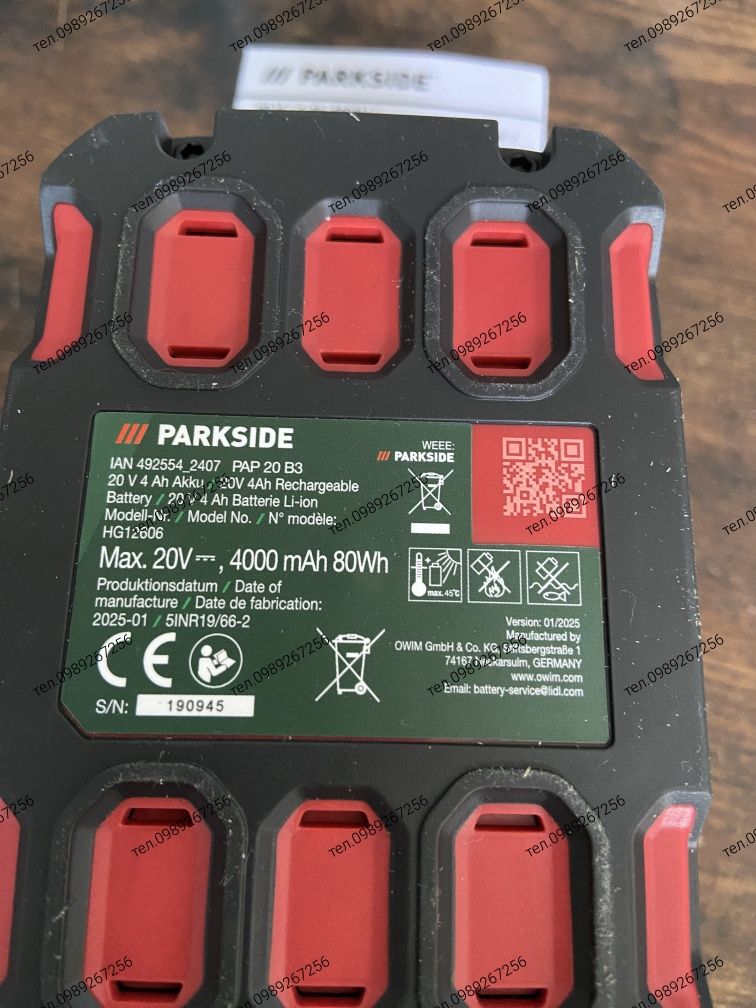 /// PARKSIDE
/// PARKSIDE
IAN 492554_2407 PAP 20 B3
20 V 4 Ah Akku / 20V 4Ah Rechargeable
Battery / 20 V 4 Ah Batterie Li-ion
Modell-Nr. / Model No. / N° modèle:
HG12606
Max. 20V, 4000 mAh 80Wh
Produktionsdatum / Date of
manufacture / Date de fabrication:
2025-01 / 5INR19/66-2
CE
S/N: 190945
WEEE:
/// PARKSIDE
max. 45°C
Version: 01/2025
Manufactured by
OWIM GmbH & Co. KG, Stiftsbergstraße 1
74167 Neckarsulm, GERMANY
www.owim.com
Email: battery-service@lidl.com
Тел.0989267256